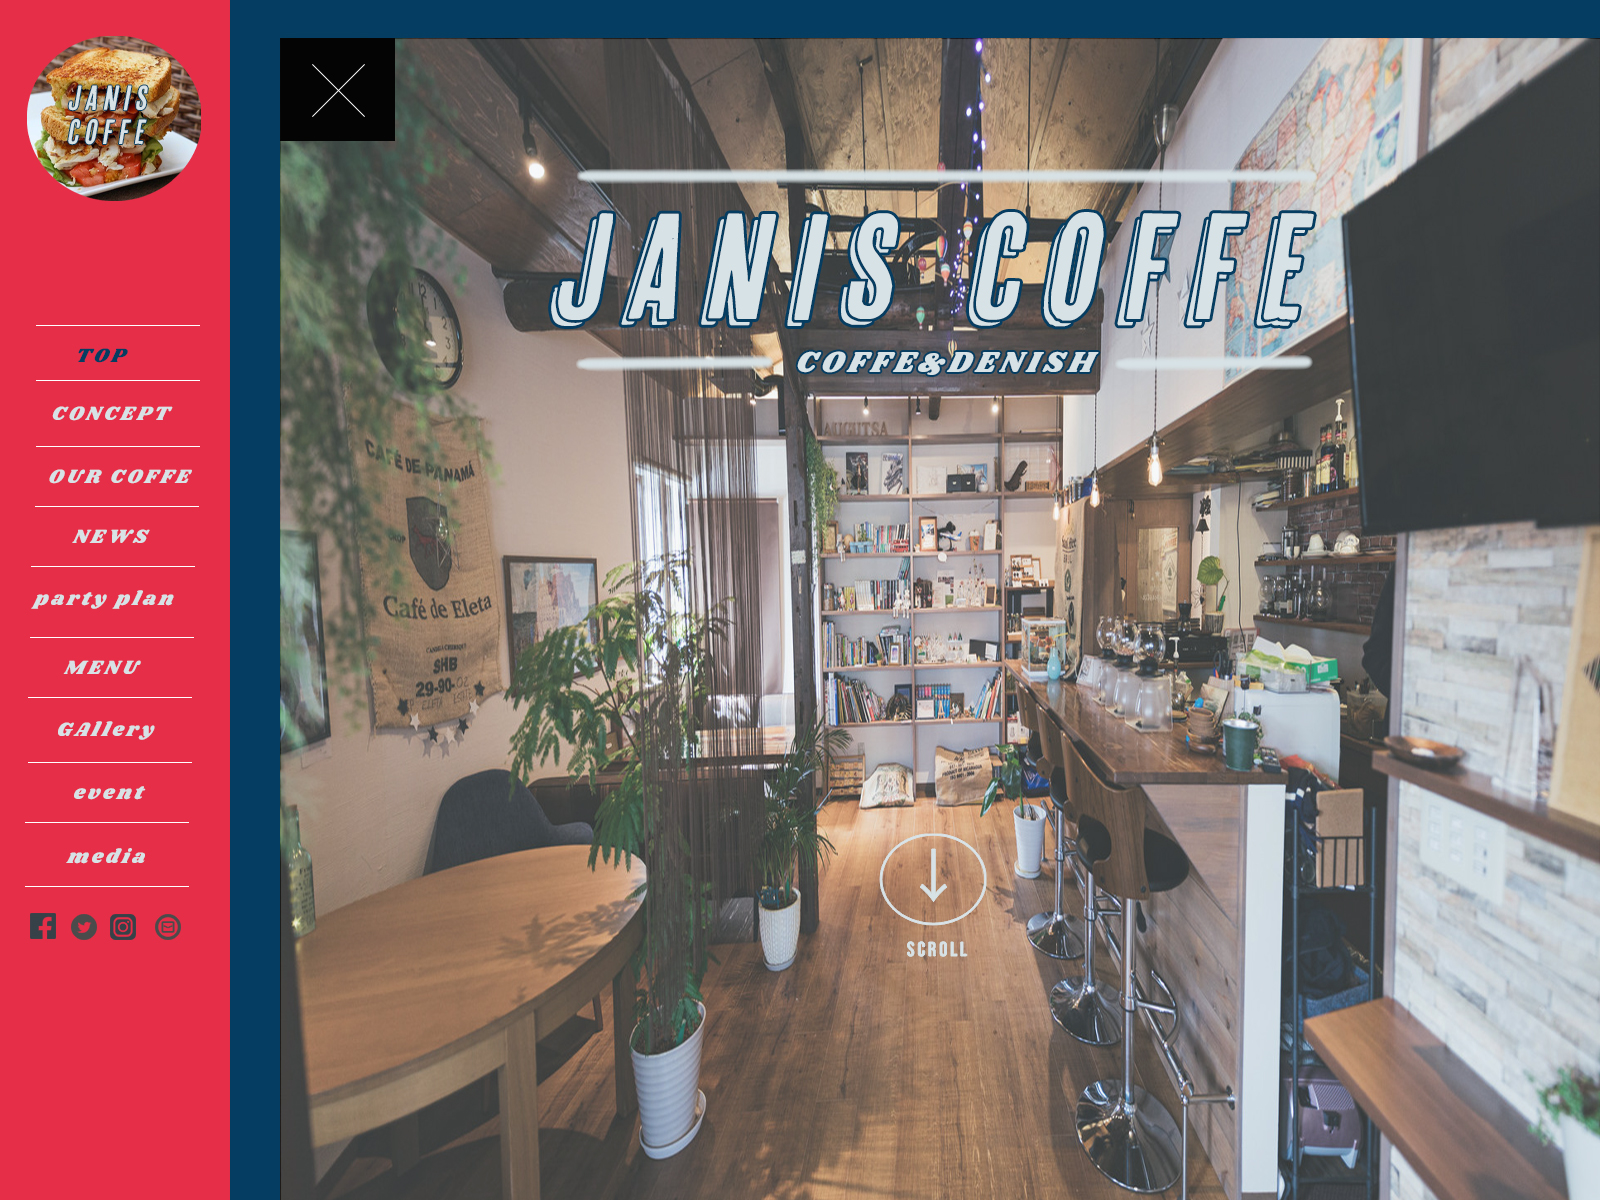 JANIS
COFFE
TOP
CONCEPT
OUR COFFE
NEWS
party plan
MENU
GAllery
event
media
JANIS COFFE
COFFE&DENISH
AUGUTSA
CAFÉ DE PANAMÁ
Café de Eleta
SHB
29-90-02
SCROLL